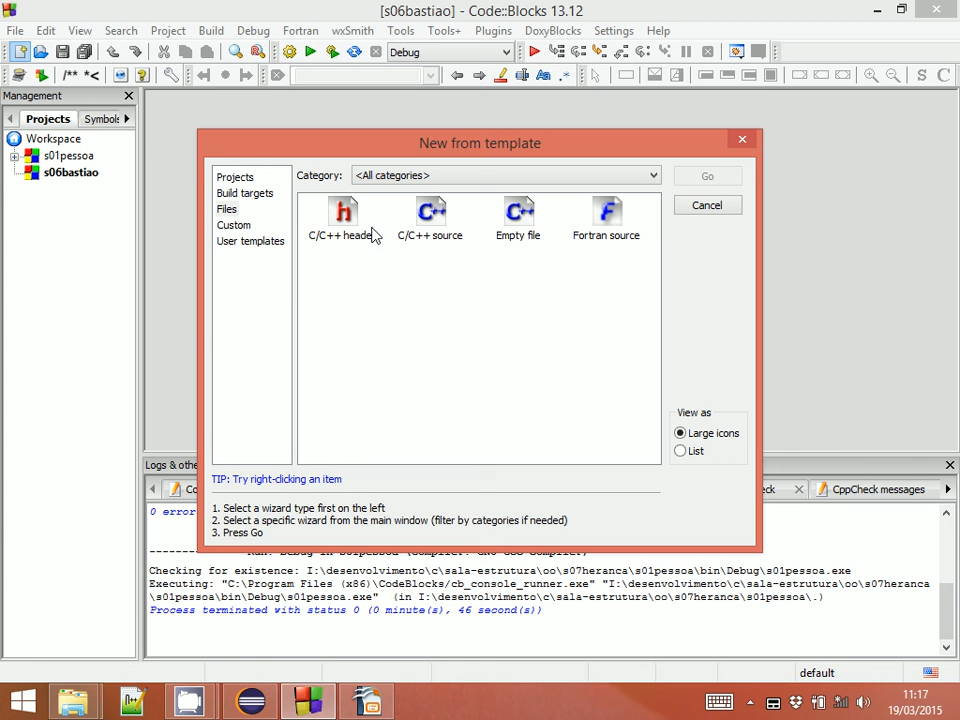 [s06bastiao] - Code::Blocks 13.12
File Edit View Search Project Build Debug Fortran wxSmith Tools Tools+ Plugins DoxyBlocks Settings Help
Debug
/** *<
Management
Projects Symbols
Workspace
s01pessoa
s06bastiao
New from template
Projects
Build targets
Files
Custom
User templates
Category: <All categories>
Go
Cancel
C/C++ header C/C++ source Empty file Fortran source
View as
Large icons
List
TIP: Try right-clicking an item
1. Select a wizard type first on the left
2. Select a specific wizard from the main window (filter by categories if needed)
3. Press Go
Logs & othe
CppCheck messages
0 error
Checking for existence: I:\desenvolvimento\c\sala-estrutura\oo\s07heranca\s01pessoa\bin\Debug\s01pessoa.exe
Executing: "C:\Program Files (x86)\CodeBlocks/cb_console_runner.exe" "I:\desenvolvimento\c\sala-estrutura\oo\s07heranca
\s01pessoa\bin\Debug\s01pessoa.exe" (in I:\desenvolvimento\c\sala-estrutura\oo\s07heranca\s01pessoa\.)
Process terminated with status 0 (0 minute(s), 46 second(s))
default
11:17
19/03/2015